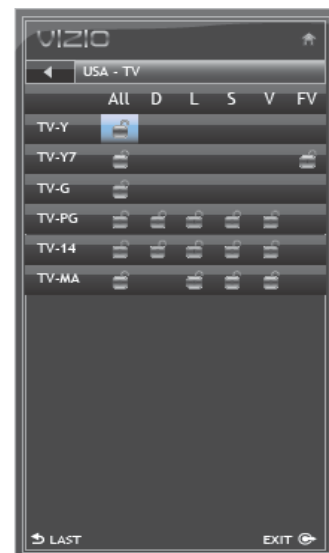 VIZIO
USA - TV
All D L S V FV
TV-Y
TV-Y7
TV-G
TV-PG
TV-14
TV-MA
LAST EXIT